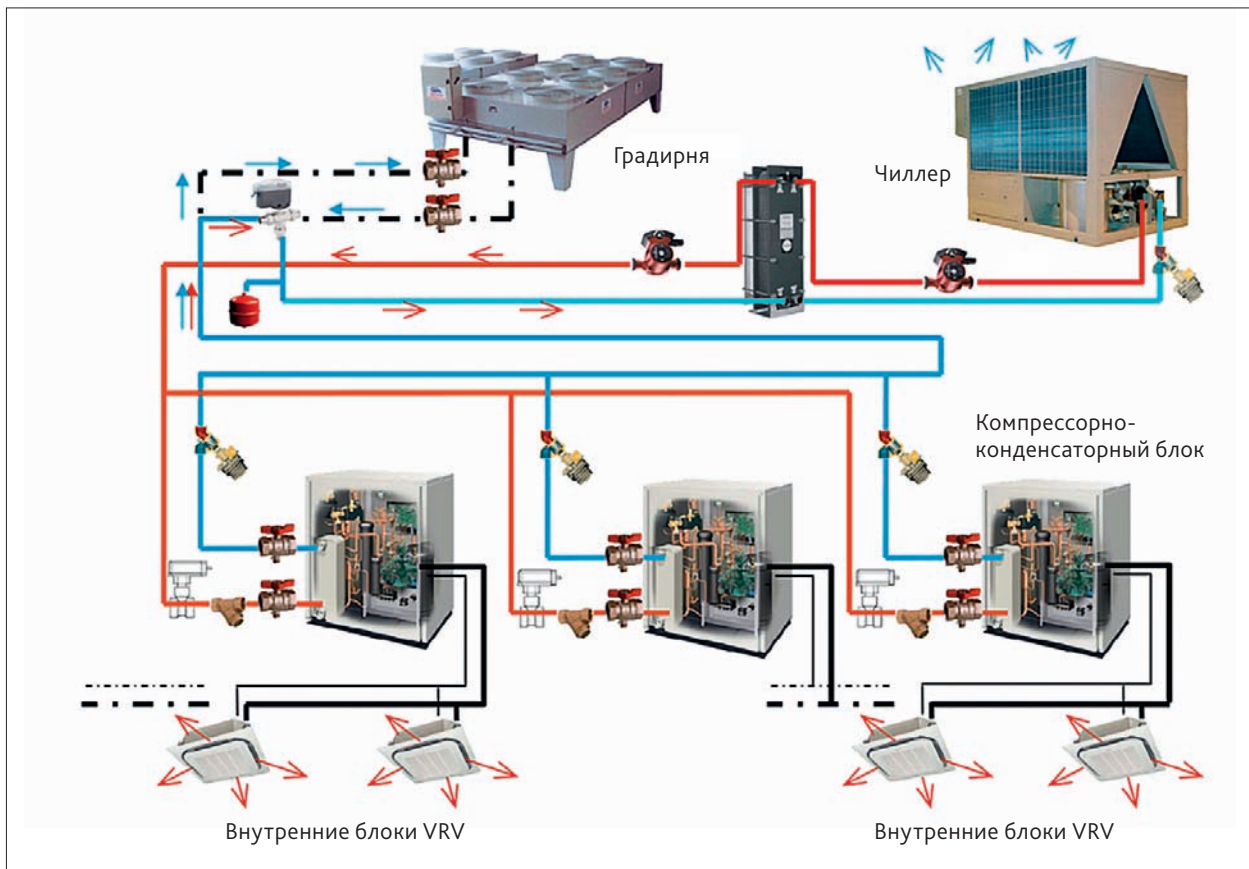 Градирня
Чиллер
Компрессорно-
конденсаторный блок
Внутренние блоки VRV
Внутренние блоки VRV